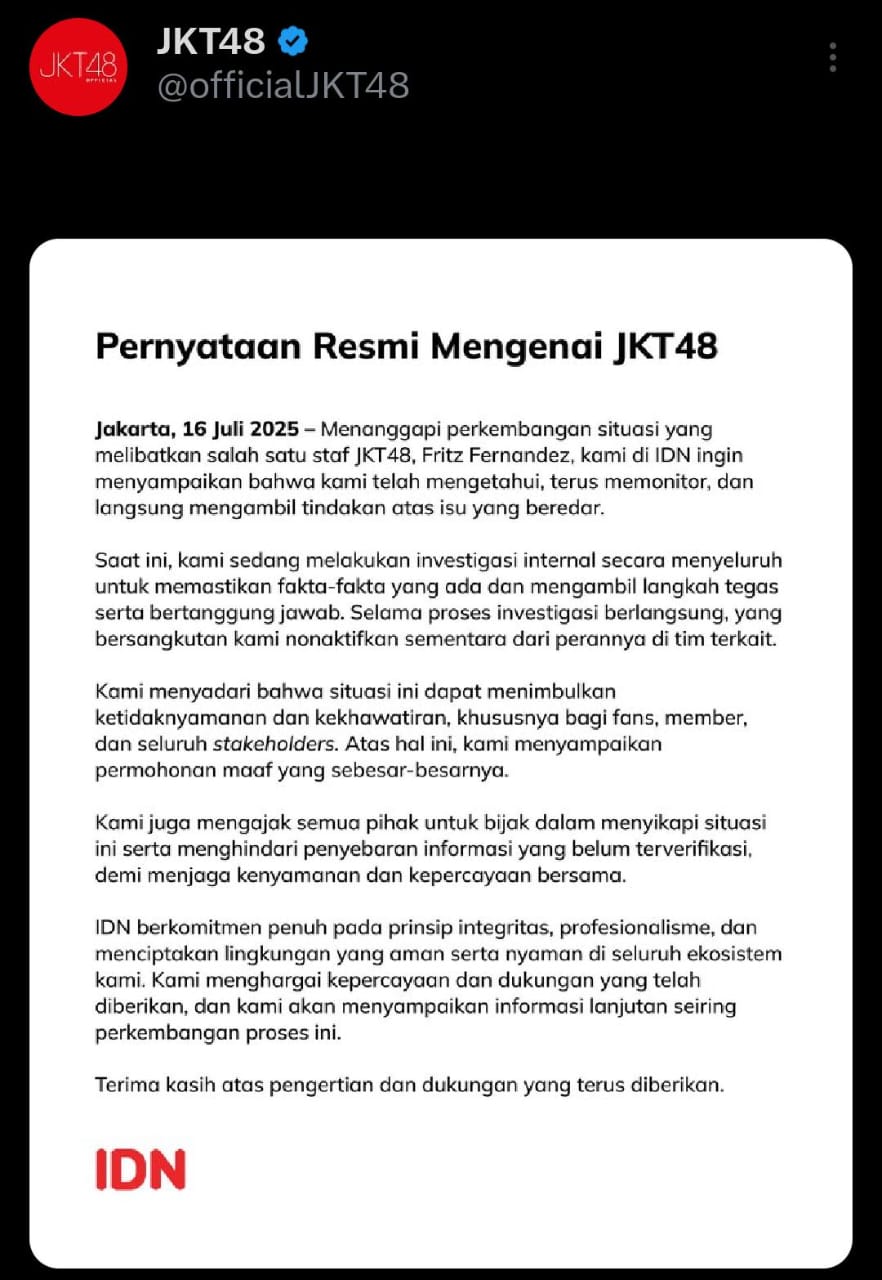 JKT48
OFFICIAL
JKT48
@officialJKT48
Pernyataan Resmi Mengenai JKT48
Jakarta, 16 Juli 2025 – Menanggapi perkembangan situasi yang
melibatkan salah satu staf JKT48, Fritz Fernandez, kami di IDN ingin
menyampaikan bahwa kami telah mengetahui, terus memonitor, dan
langsung mengambil tindakan atas isu yang beredar.
Saat ini, kami sedang melakukan investigasi internal secara menyeluruh
untuk memastikan fakta-fakta yang ada dan mengambil langkah tegas
serta bertanggung jawab. Selama proses investigasi berlangsung, yang
bersangkutan kami nonaktifkan sementara dari perannya di tim terkait.
Kami menyadari bahwa situasi ini dapat menimbulkan
ketidaknyamanan dan kekhawatiran, khususnya bagi fans, member,
dan seluruh stakeholders. Atas hal ini, kami menyampaikan
permohonan maaf yang sebesar-besarnya.
Kami juga mengajak semua pihak untuk bijak dalam menyikapi situasi
ini serta menghindari penyebaran informasi yang belum terverifikasi,
demi menjaga kenyamanan dan kepercayaan bersama.
IDN berkomitmen penuh pada prinsip integritas, profesionalisme, dan
menciptakan lingkungan yang aman serta nyaman di seluruh ekosistem
kami. Kami menghargai kepercayaan dan dukungan yang telah
diberikan, dan kami akan menyampaikan informasi lanjutan seiring
perkembangan proses ini.
Terima kasih atas pengertian dan dukungan yang terus diberikan.
IDN